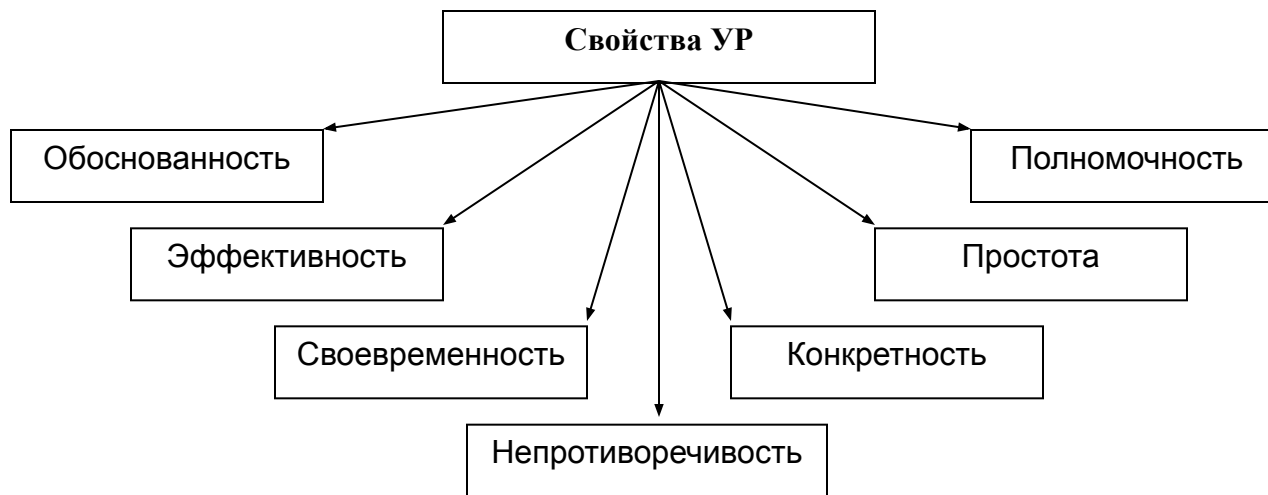 Свойства УР
Обоснованность
Полномочность
Эффективность
Простота
Своевременность
Конкретность
Непротиворечивость